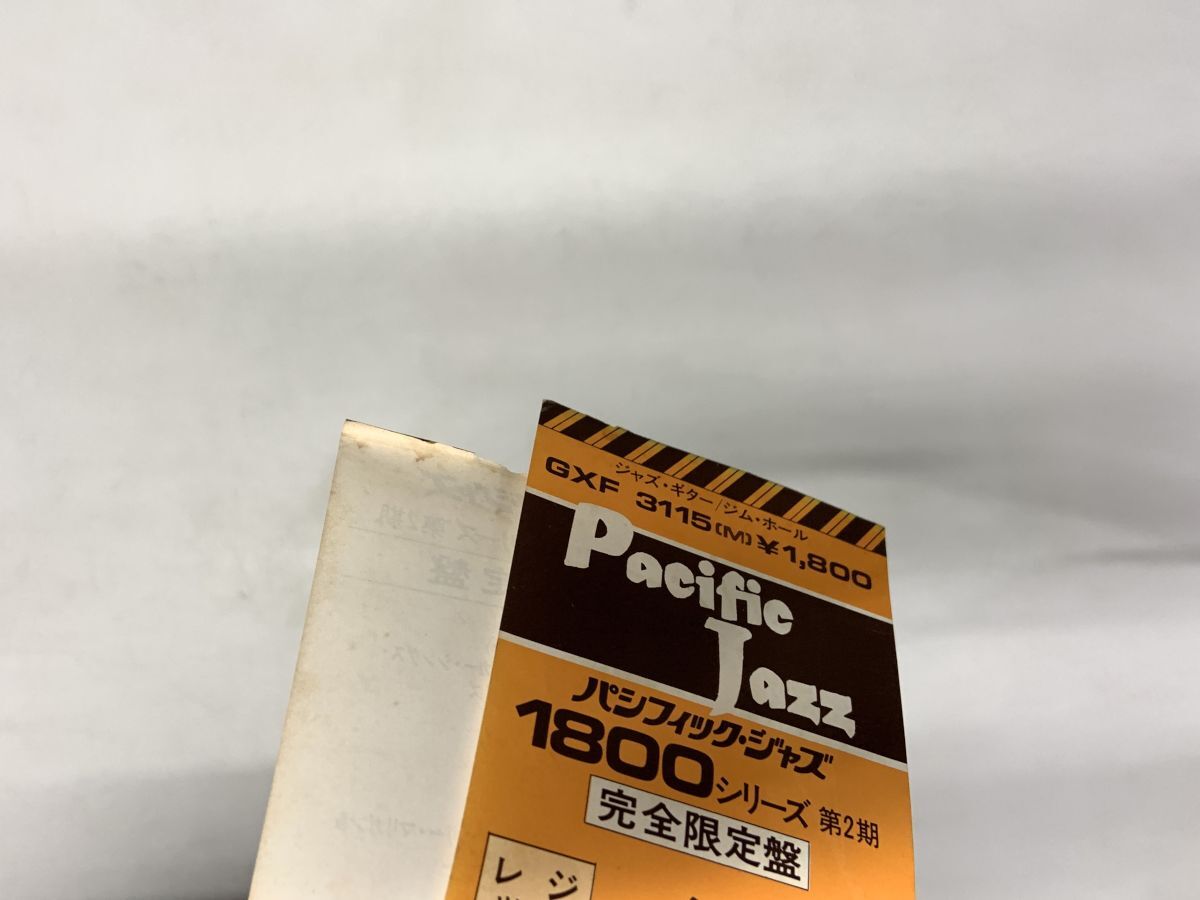 ジャズ・ギター/ジム・ホール
GXF 3115(M) ¥1,800
Pacific
Jazz
パシフィック・ジャズ
1800シリーズ 第2期
完全限定盤
ジ
レ